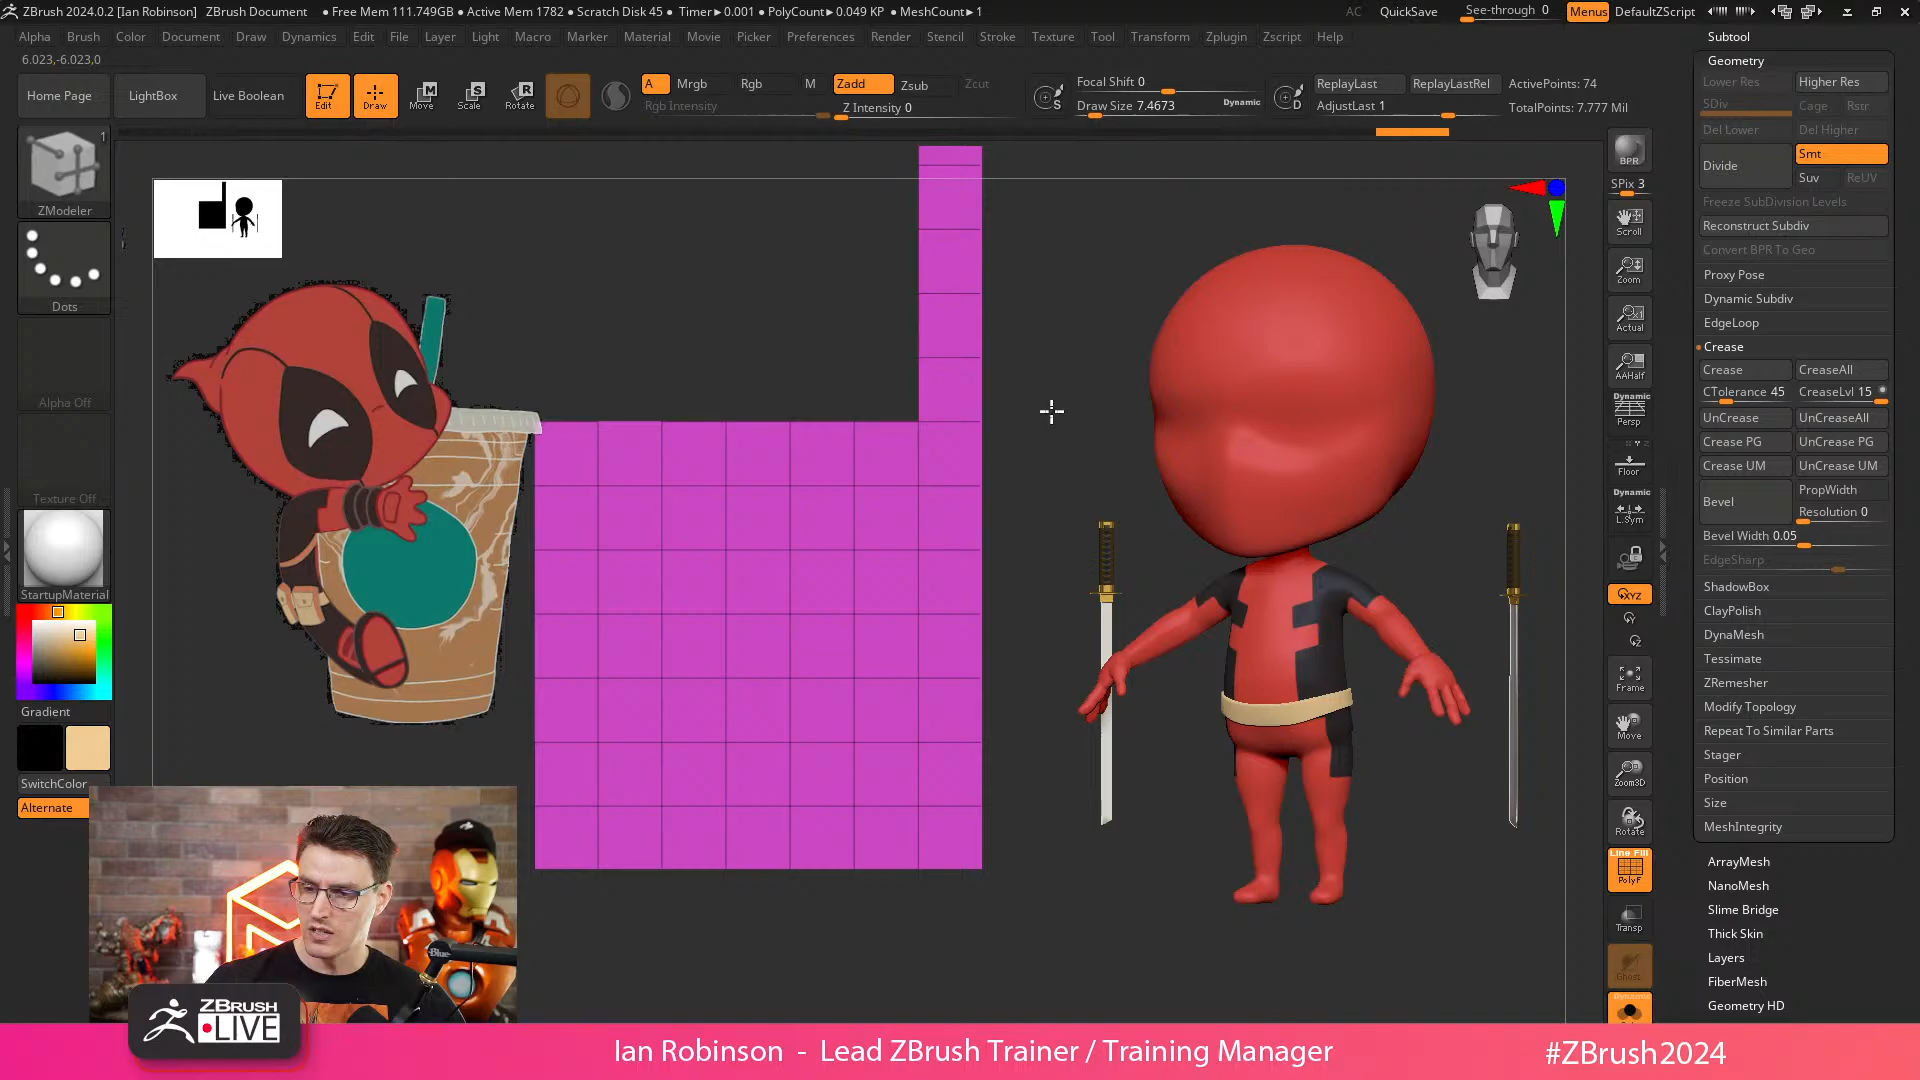 ZBrush 2024.0.2 [Ian Robinson] ZBrush Document • Free Mem 111.749GB • Active Mem 1782 • Scratch Disk 45 • Timer►0.001 • PolyCount►0.049 KP • MeshCount►1
AC QuickSave See-through 0 Menus DefaultZScript
Alpha Brush Color Document Draw Dynamics Edit File Layer Light Macro Marker Material Movie Picker Preferences Render Stencil Stroke Texture Tool Transform Zplugin Zscript Help
6.023,-6.023,0
Home Page LightBox Live Boolean Edit Draw Move Scale Rotate
A Mrgb Rgb M Zadd Zsub Zcut
Rgb Intensity Z Intensity 0
Focal Shift 0
Draw Size 7.4673 Dynamic
S
D
ReplayLast ReplayLastRel ActivePoints: 74
AdjustLast 1 TotalPoints: 7.777 Mil
1
ZModeler
Dots
Alpha Off
Texture Off
StartupMaterial
Gradient
SwitchColor
Alternate
BPR
SPix 3
Scroll
Zoom
Actual
AAHalf
Dynamic
Persp
Floor
Dynamic
L.Sym
XYZ
Frame
Move
Zoom3D
Rotate
Line Fill
PolyF
Transp
Ghost
Dynamic
Subtool
Geometry
Lower Res Higher Res
SDiv Cage Rstr
Del Lower Del Higher
Divide Smt
Suv ReUV
Freeze SubDivision Levels
Reconstruct Subdiv
Convert BPR To Geo
Proxy Pose
Dynamic Subdiv
EdgeLoop
Crease
Crease CreaseAll
CTolerance 45 CreaseLvl 15
UnCrease UnCreaseAll
Crease PG UnCrease PG
Crease UM UnCrease UM
Bevel PropWidth
Resolution 0
Bevel Width 0.05
EdgeSharp
ShadowBox
ClayPolish
DynaMesh
Tessimate
ZRemesher
Modify Topology
Repeat To Similar Parts
Stager
Position
Size
MeshIntegrity
ArrayMesh
NanoMesh
Slime Bridge
Thick Skin
Layers
FiberMesh
Geometry HD
Blue
ZBRUSH
LIVE
Ian Robinson - Lead ZBrush Trainer / Training Manager
#ZBrush2024